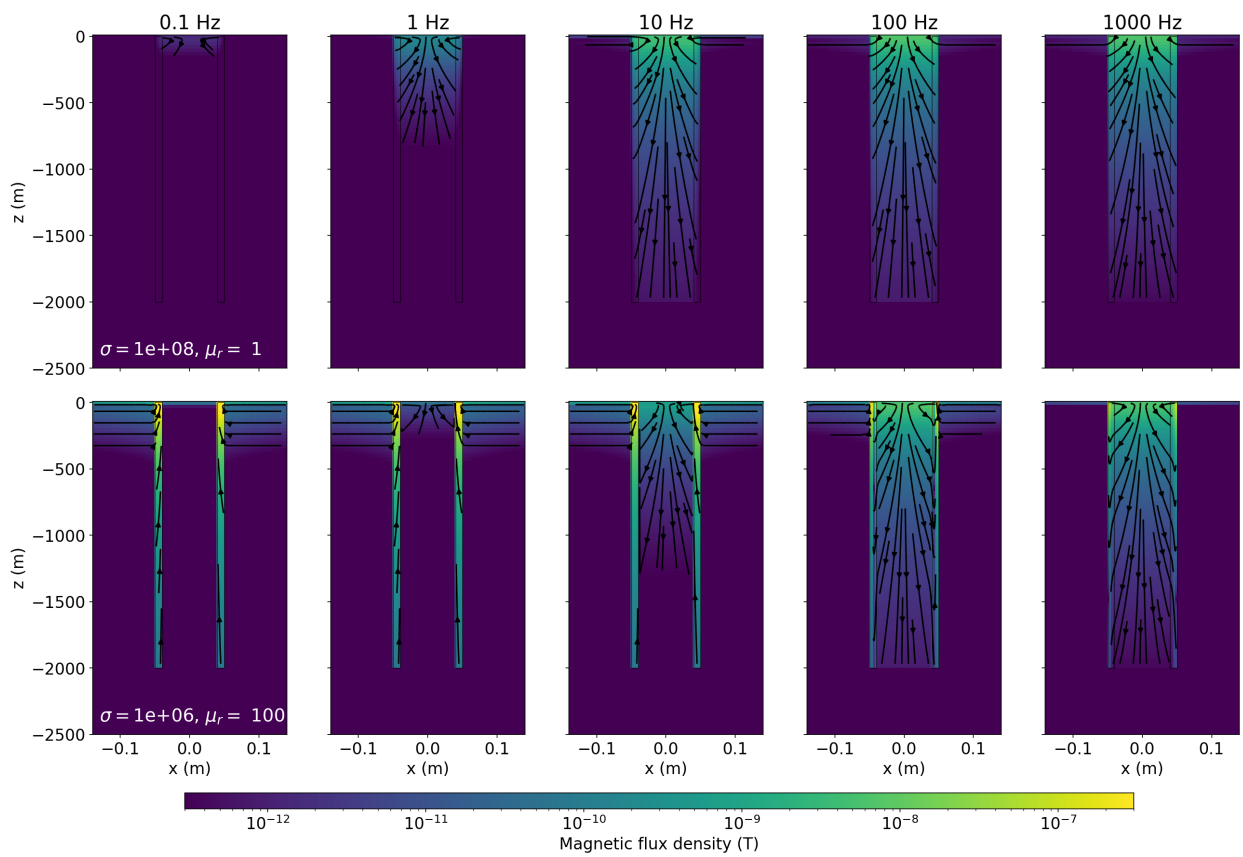 0.1 Hz 1 Hz 10 Hz 100 Hz 1000 Hz
0
−500
−1000
−1500
−2000
−2500
z (m)
σ = 1e+08, μr = 1
0
−500
−1000
−1500
−2000
−2500
z (m)
σ = 1e+06, μr = 100
−0.1 0.0 0.1 −0.1 0.0 0.1 −0.1 0.0 0.1 −0.1 0.0 0.1 −0.1 0.0 0.1
x (m) x (m) x (m) x (m) x (m)
10⁻¹² 10⁻¹¹ 10⁻¹⁰ 10⁻⁹ 10⁻⁸ 10⁻⁷
Magnetic flux density (T)